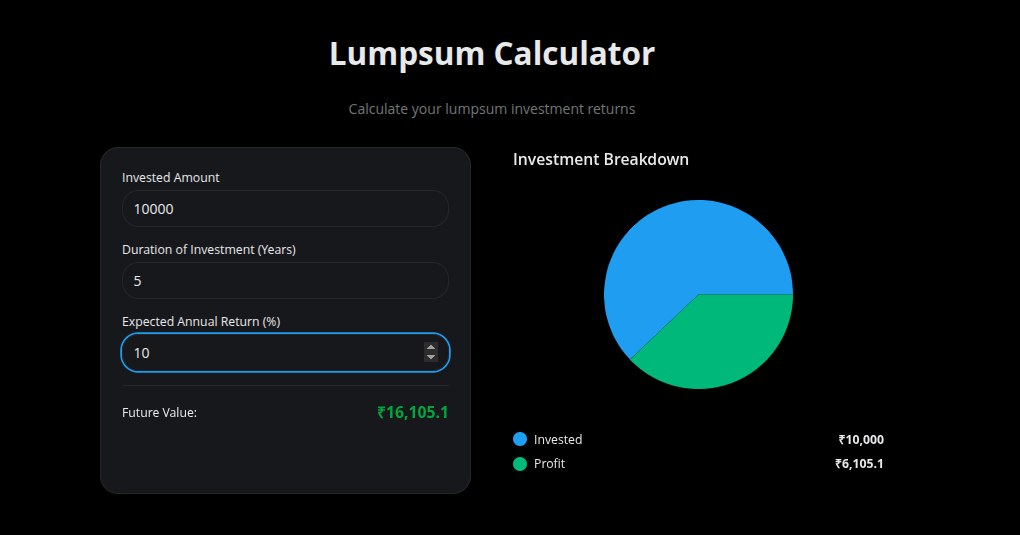 Lumpsum Calculator
Calculate your lumpsum investment returns
Invested Amount
10000
Duration of Investment (Years)
5
Expected Annual Return (%)
10
Future Value: ₹16,105.1
Investment Breakdown
Invested ₹10,000
Profit ₹6,105.1